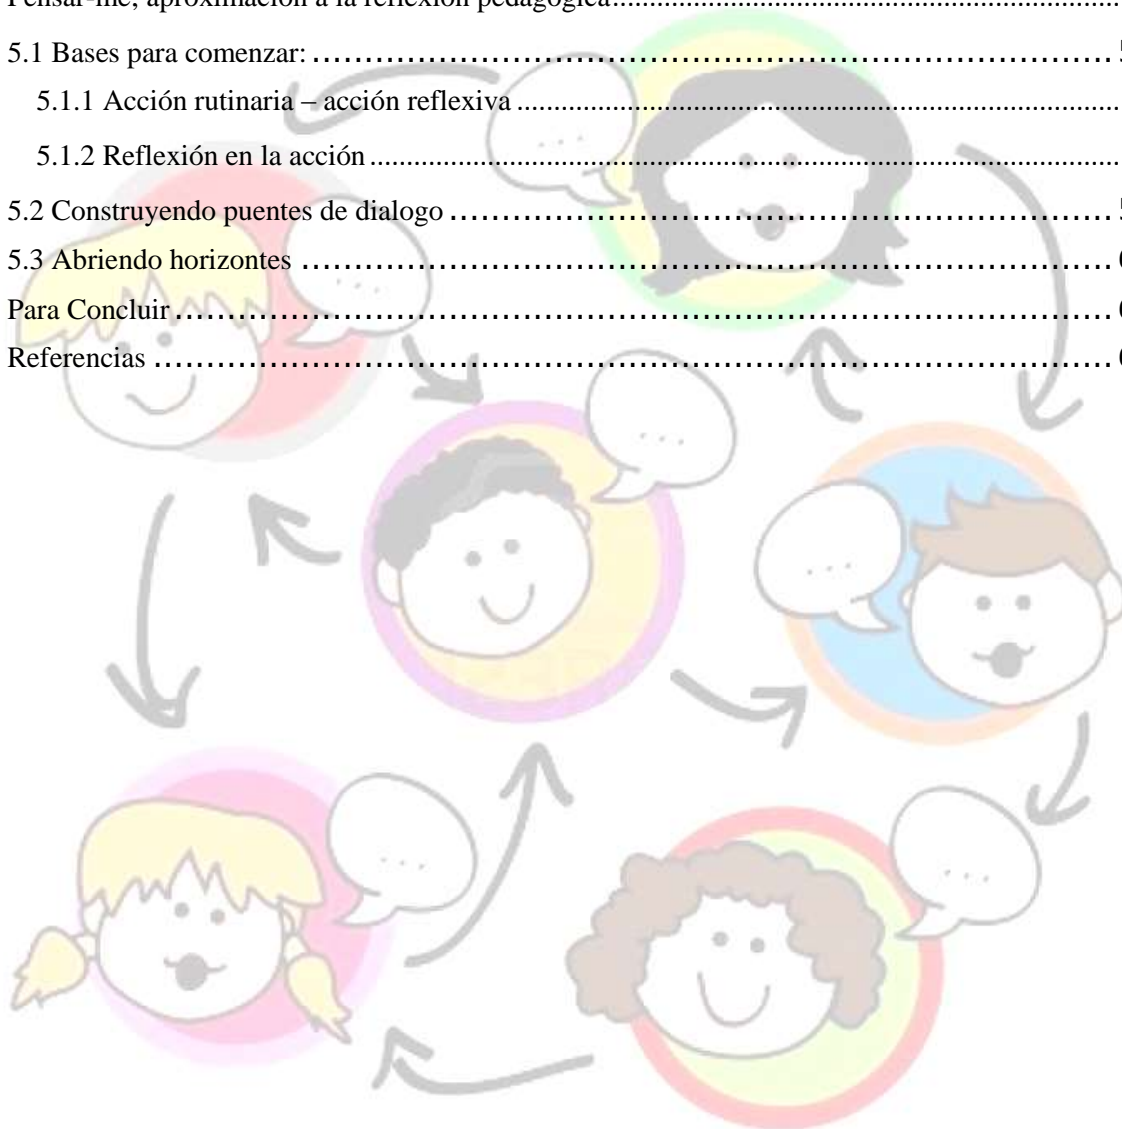 Pensar-me, aproximación a la reflexión pedagógica
5.1 Bases para comenzar:
5.1.1 Acción rutinaria – acción reflexiva
5.1.2 Reflexión en la acción
5.2 Construyendo puentes de dialogo
5.3 Abriendo horizontes
Para Concluir
Referencias
...
...
...
...
...
...